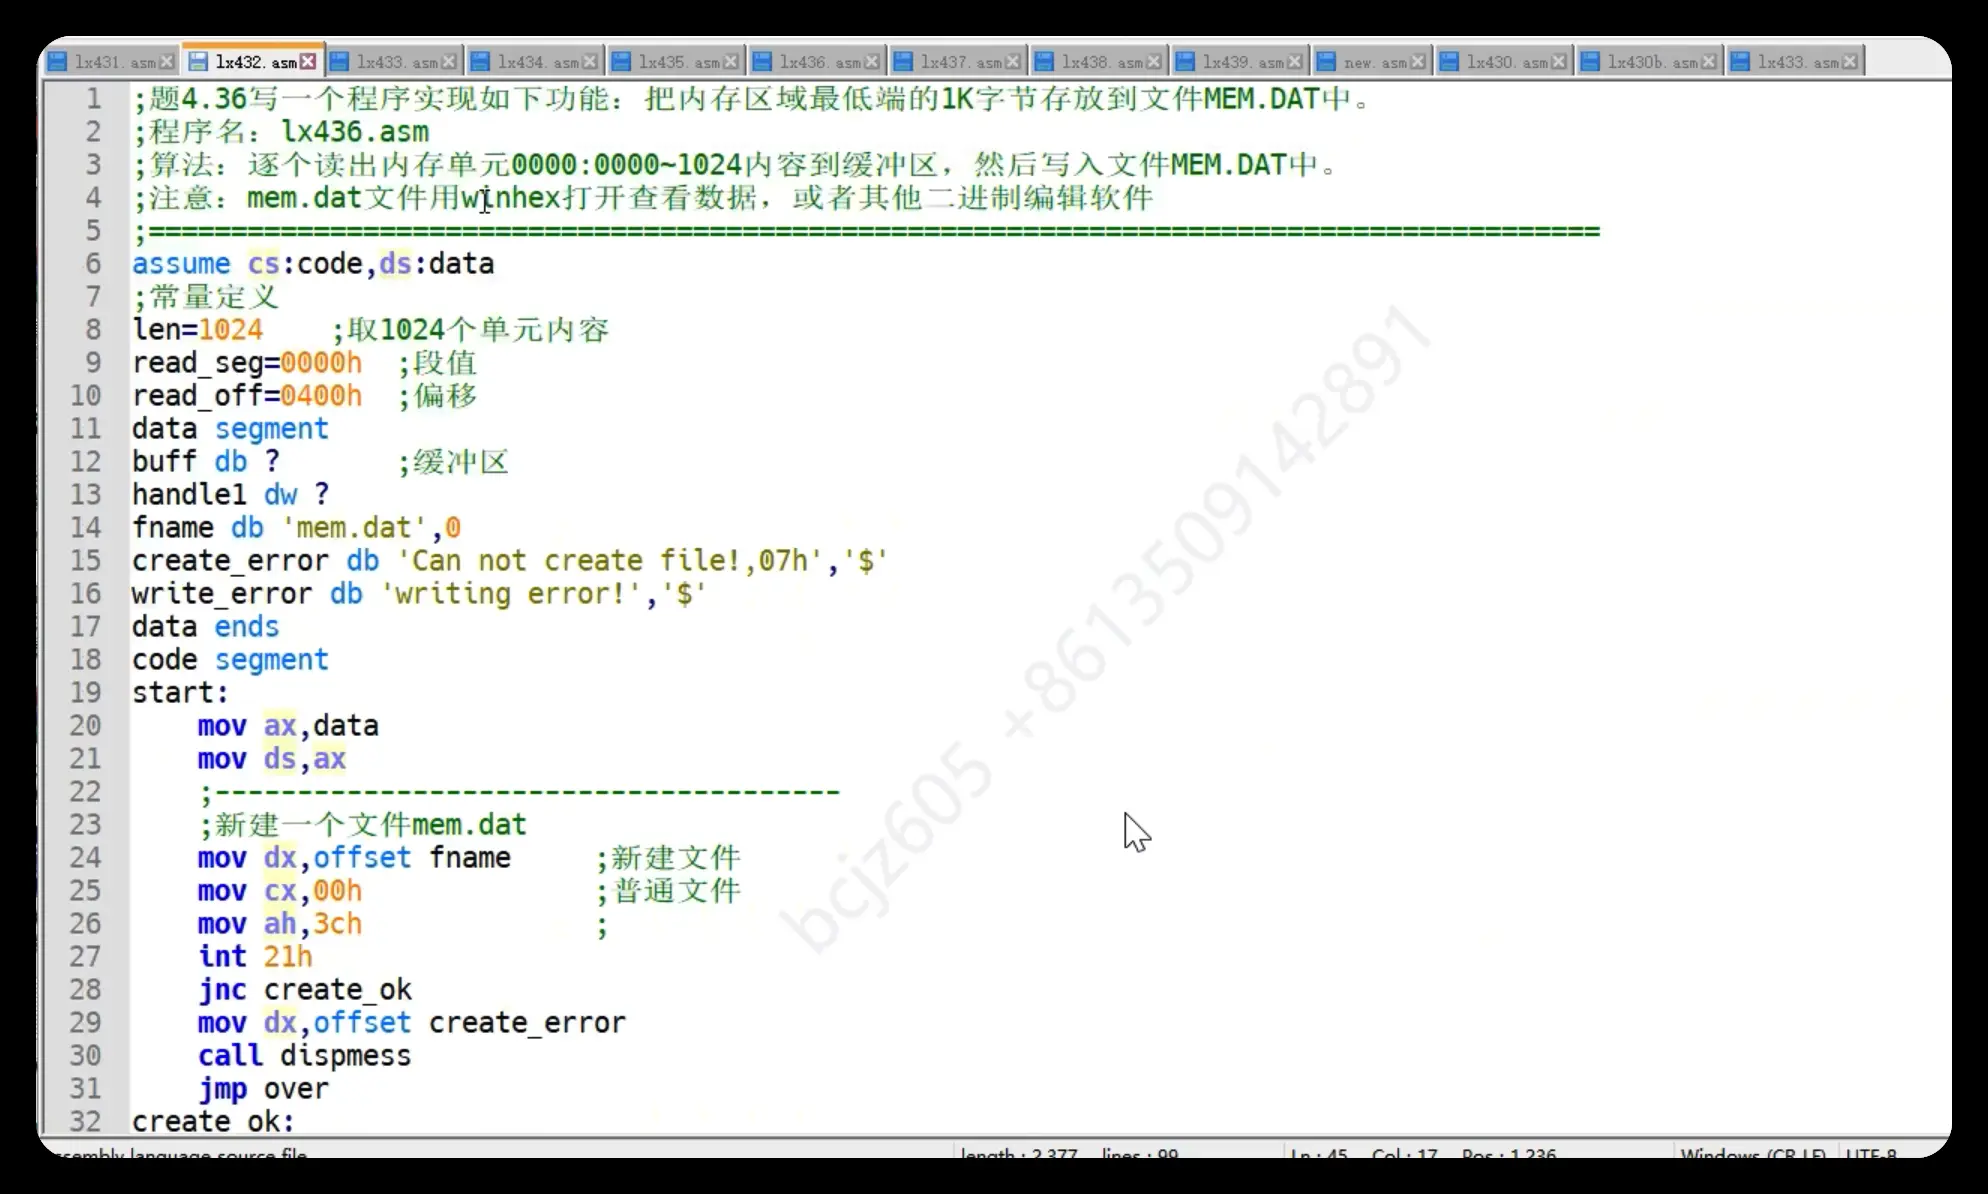 lx431.asm lx432.asm lx433.asm lx434.asm lx435.asm lx436.asm lx437.asm lx438.asm lx439.asm new.asm lx430.asm lx430b.asm lx433.asm
1 ;题4.36写一个程序实现如下功能：把内存区域最低端的1K字节存放到文件MEM.DAT中。
2 ;程序名：lx436.asm
3 ;算法：逐个读出内存单元0000:0000~1024内容到缓冲区，然后写入文件MEM.DAT中。
4 ;注意：mem.dat文件用winhex打开查看数据，或者其他二进制编辑软件
5 ;========================================================================================
6 assume cs:code,ds:data
7 ;常量定义
8 len=1024 ;取1024个单元内容
9 read_seg=0000h ;段值
10 read_off=0400h ;偏移
11 data segment
12 buff db ? ;缓冲区
13 handle1 dw ?
14 fname db 'mem.dat',0
15 create_error db 'Can not create file!,07h','$'
16 write_error db 'writing error!','$'
17 data ends
18 code segment
19 start:
20 mov ax,data
21 mov ds,ax
22 ;--------------------------------------
23 ;新建一个文件mem.dat
24 mov dx,offset fname ;新建文件
25 mov cx,00h ;普通文件
26 mov ah,3ch ;
27 int 21h
28 jnc create_ok
29 mov dx,offset create_error
30 call dispmess
31 jmp over
32 create_ok:
bcjz605 +8613509142891
ssembly language source file length : 2,377 lines : 99 Ln : 45 Col : 17 Pos : 1,236 Windows (CR LF) UTF-8